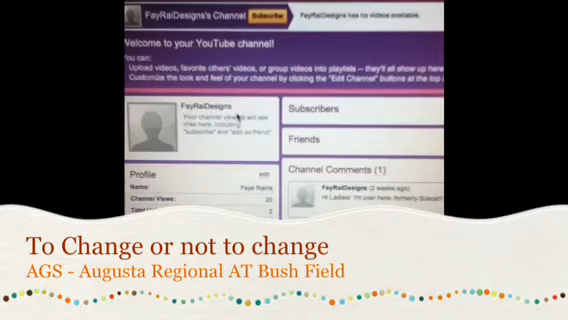 FayRaiDesigns's Channel Subscribe FayRaiDesigns has no videos available.
Welcome to your YouTube channel!
You can:
Upload videos, favorite others' videos, or group videos into playlists -- they'll all show up here
Customize the look and feel of your channel by clicking the "Edit Channel" buttons at the top
FayRaiDesigns
Your channel viewers will see
links here, including
"subscribe" and "add as friend".
Subscribers
Friends
Profile edit
Name: Faye
Channel Views: 20
Total 2
Channel Comments (1)
FayRaiDesigns (2 weeks ago)
Hi Ladies! I'm over here- formerly
To Change or not to change
AGS - Augusta Regional AT Bush Field